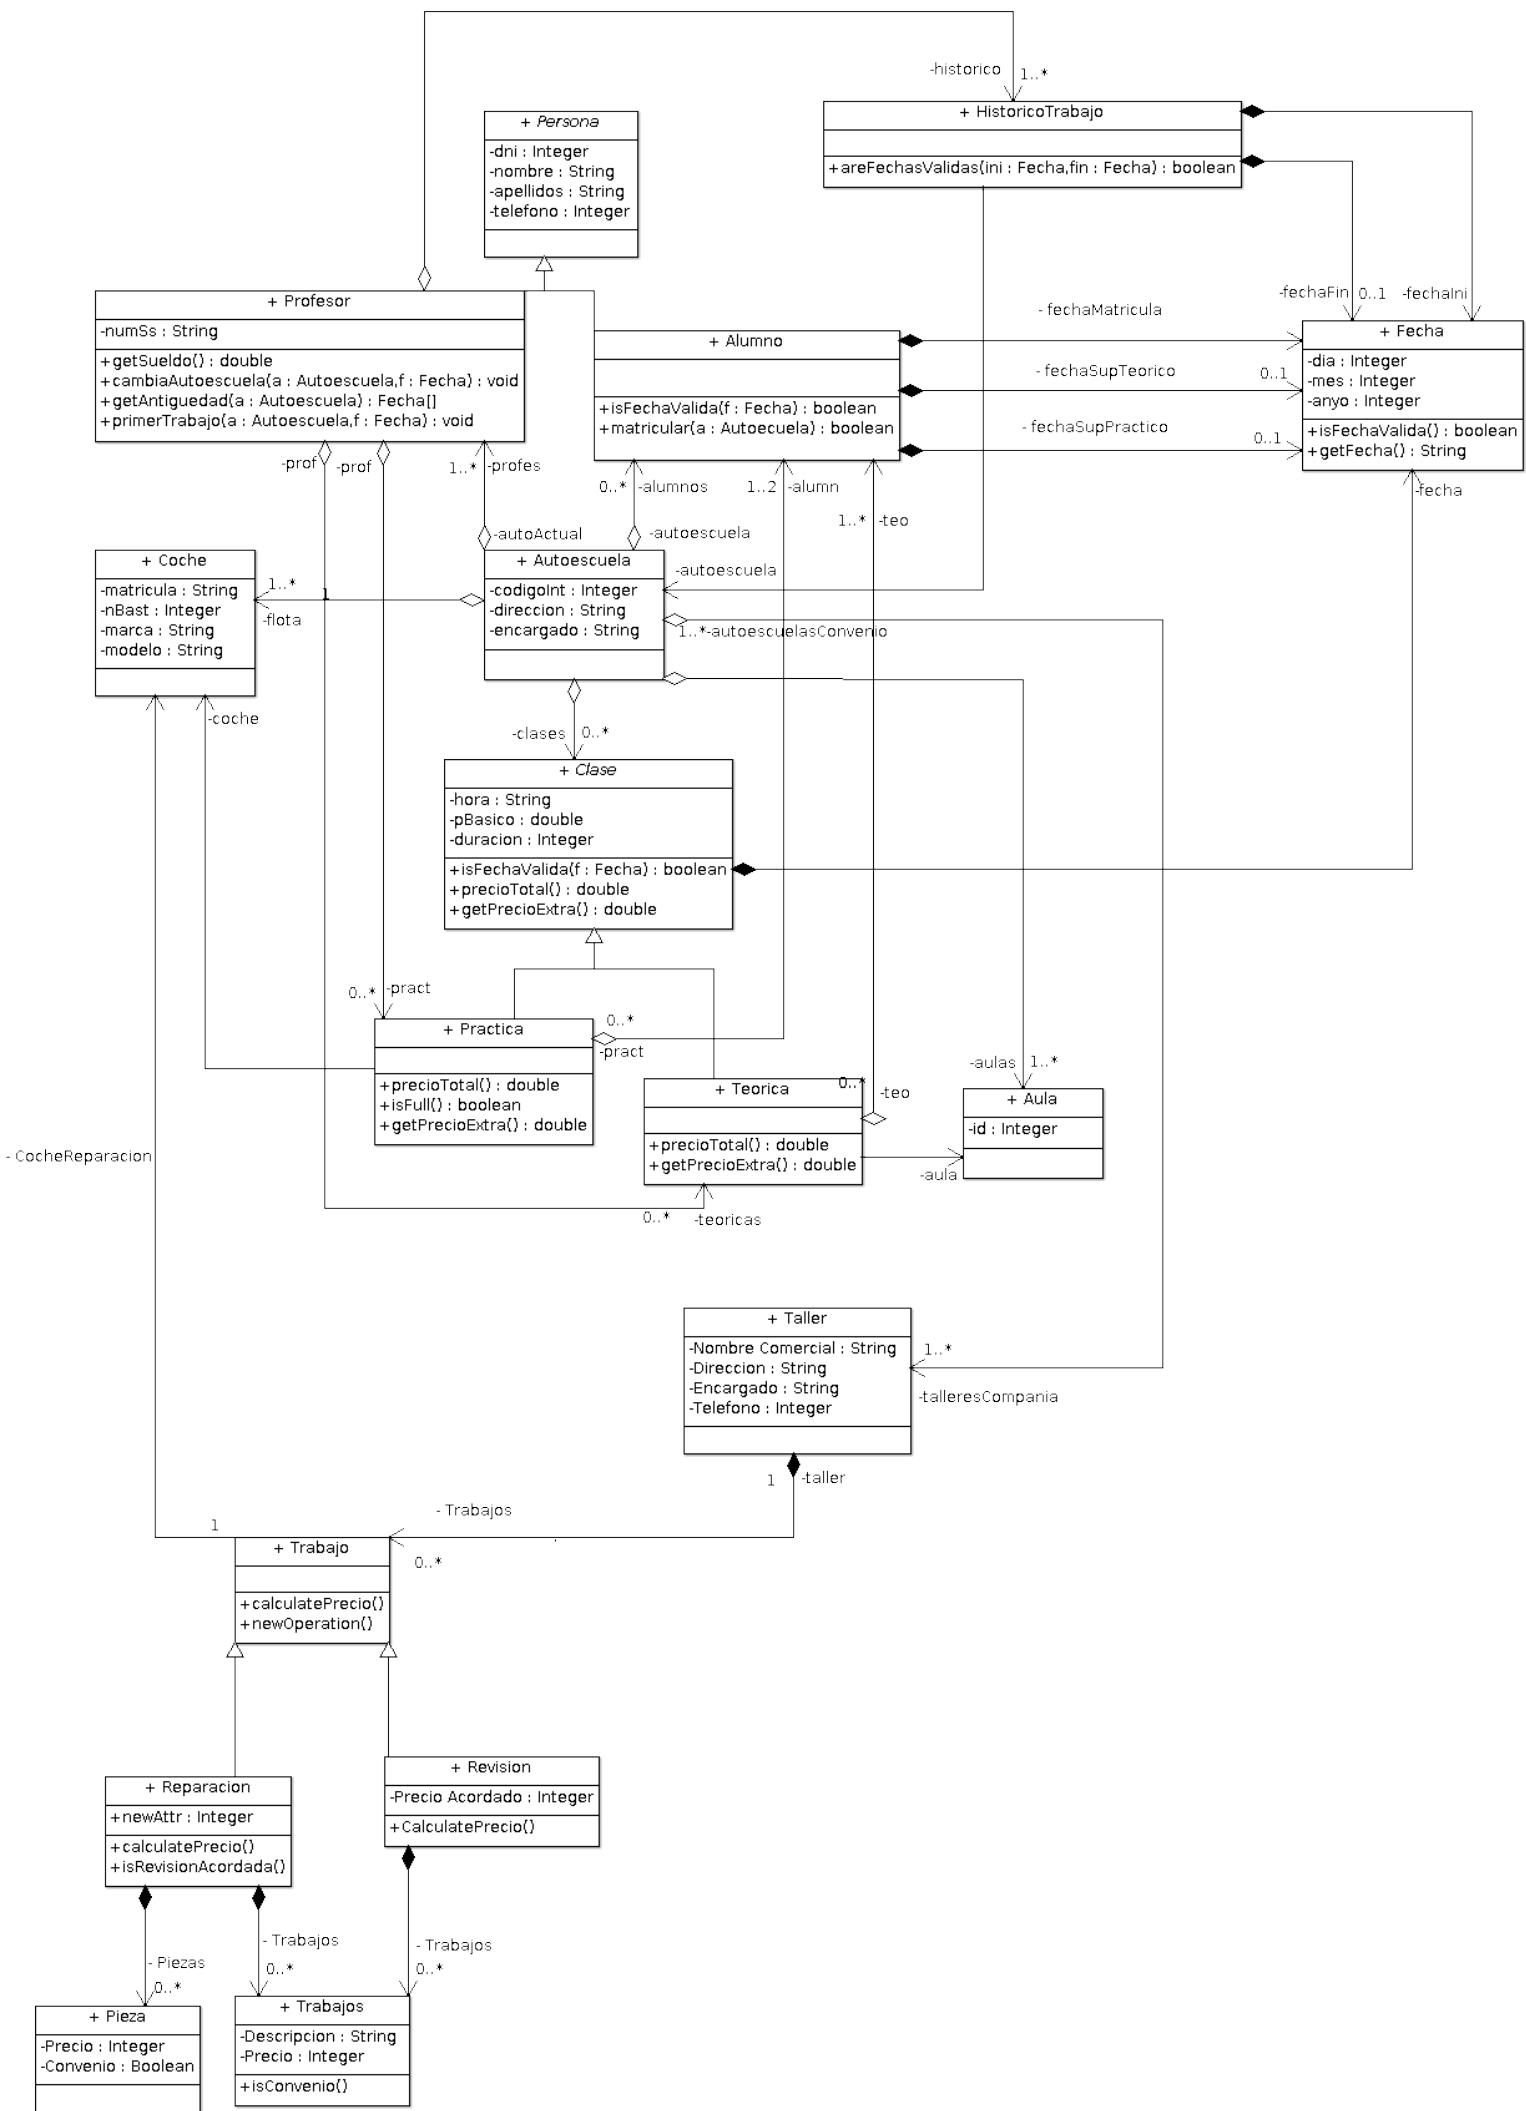 -historico
1..*
+ HistoricoTrabajo
+areFechasValidas(ini : Fecha,fin : Fecha) : boolean
+ Persona
-dni : Integer
-nombre : String
-apellidos : String
-telefono : Integer
+ Profesor
-numSs : String
+getSueldo() : double
+cambiaAutoescuela(a : Autoescuela,f : Fecha) : void
+getAntiguedad(a : Autoescuela) : Fecha[]
+primerTrabajo(a : Autoescuela,f : Fecha) : void
+ Alumno
+isFechaValida(f : Fecha) : boolean
+matricular(a : Autoecuela) : boolean
- fechaMatricula
- fechaSupTeorico
0..1
- fechaSupPractico
0..1
-fechaFin
0..1
-fechaIni
+ Fecha
-dia : Integer
-mes : Integer
-anyo : Integer
+isFechaValida() : boolean
+getFecha() : String
-fecha
-prof
-prof
1..*
-profes
0..*
-alumnos
1..2
-alumn
1..*
-teo
-autoActual
-autoescuela
-autoescuela
+ Coche
-matricula : String
-nBast : Integer
-marca : String
-modelo : String
1..*
-flota
1
+ Autoescuela
-codigoInt : Integer
-direccion : String
-encargado : String
1..*
-autoescuelasConvenio
-coche
-clases
0..*
+ Clase
-hora : String
-pBasico : double
-duracion : Integer
+isFechaValida(f : Fecha) : boolean
+precioTotal() : double
+getPrecioExtra() : double
0..*
-pract
+ Practica
+precioTotal() : double
+isFull() : boolean
+getPrecioExtra() : double
0..*
-pract
+ Teorica
+precioTotal() : double
+getPrecioExtra() : double
0..*
-teo
-aulas
1..*
+ Aula
-id : Integer
-aula
- CocheReparacion
0..*
-teoricas
+ Taller
-Nombre Comercial : String
-Direccion : String
-Encargado : String
-Telefono : Integer
1..*
-talleresCompania
1
-taller
- Trabajos
0..*
1
+ Trabajo
+calculatePrecio()
+newOperation()
+ Reparacion
+newAttr : Integer
+calculatePrecio()
+isRevisionAcordada()
+ Revision
-Precio Acordado : Integer
+CalculatePrecio()
- Piezas
0..*
- Trabajos
0..*
- Trabajos
0..*
+ Pieza
-Precio : Integer
-Convenio : Boolean
+ Trabajos
-Descripcion : String
-Precio : Integer
+isConvenio()